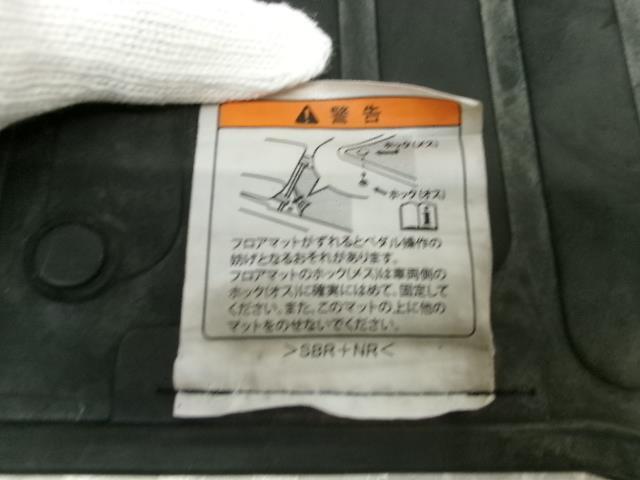 警告
ホック(メス)
ホック(オス)
フロアマットがずれるとペダル操作の
妨げとなるおそれがあります。
フロアマットのホック(メス)は車両側の
ホック(オス)に確実にはめて、固定して
ください。また、このマットの上に他の
マットをのせないでください。
>SBR+NR<